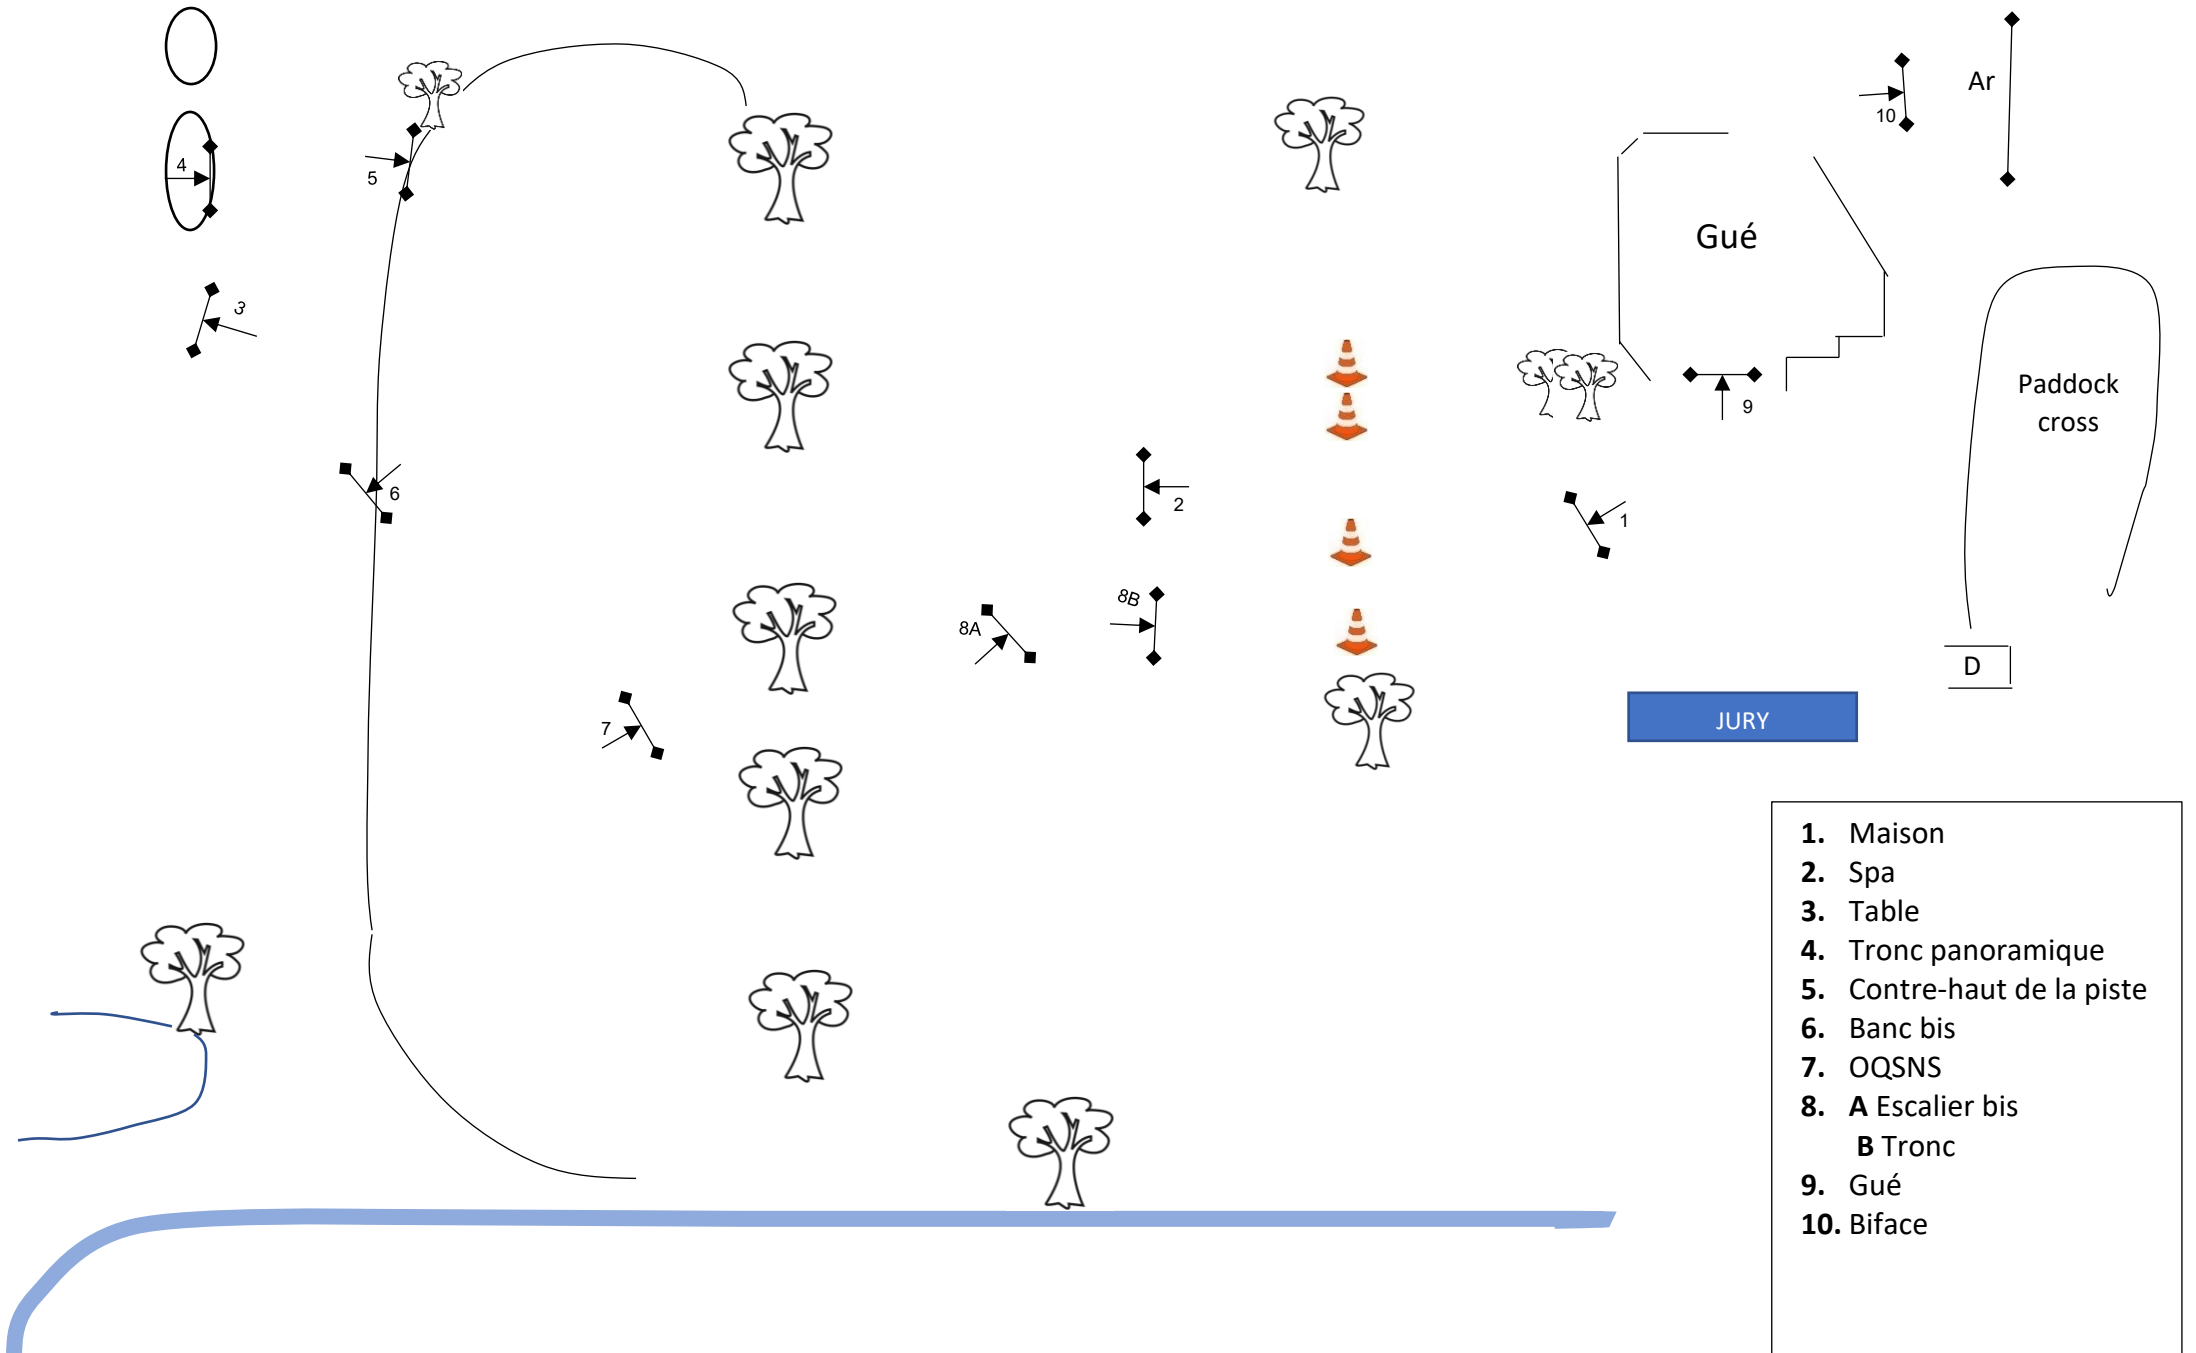 Ar
10
4
5
Gué
3
Paddock
cross
9
6
2
1
8B
8A
D
7
JURY
1. Maison
2. Spa
3. Table
4. Tronc panoramique
5. Contre-haut de la piste
6. Banc bis
7. OQSNS
8. A Escalier bis
B Tronc
9. Gué
10. Biface